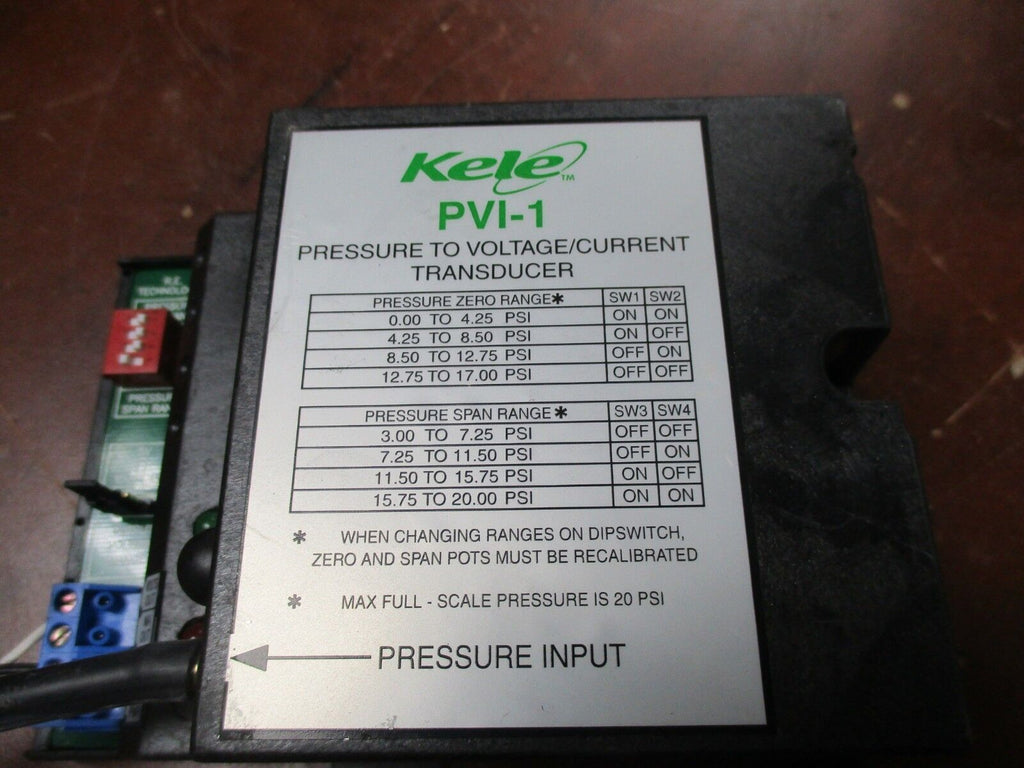 Kele™
PVI-1
PRESSURE TO VOLTAGE/CURRENT
TRANSDUCER
PRESSURE ZERO RANGE* SW1 SW2
0.00 TO 4.25 PSI ON ON
4.25 TO 8.50 PSI ON OFF
8.50 TO 12.75 PSI OFF ON
12.75 TO 17.00 PSI OFF OFF
PRESSURE SPAN RANGE* SW3 SW4
3.00 TO 7.25 PSI OFF OFF
7.25 TO 11.50 PSI OFF ON
11.50 TO 15.75 PSI ON OFF
15.75 TO 20.00 PSI ON ON
* WHEN CHANGING RANGES ON DIPSWITCH,
ZERO AND SPAN POTS MUST BE RECALIBRATED
* MAX FULL - SCALE PRESSURE IS 20 PSI
PRESSURE INPUT